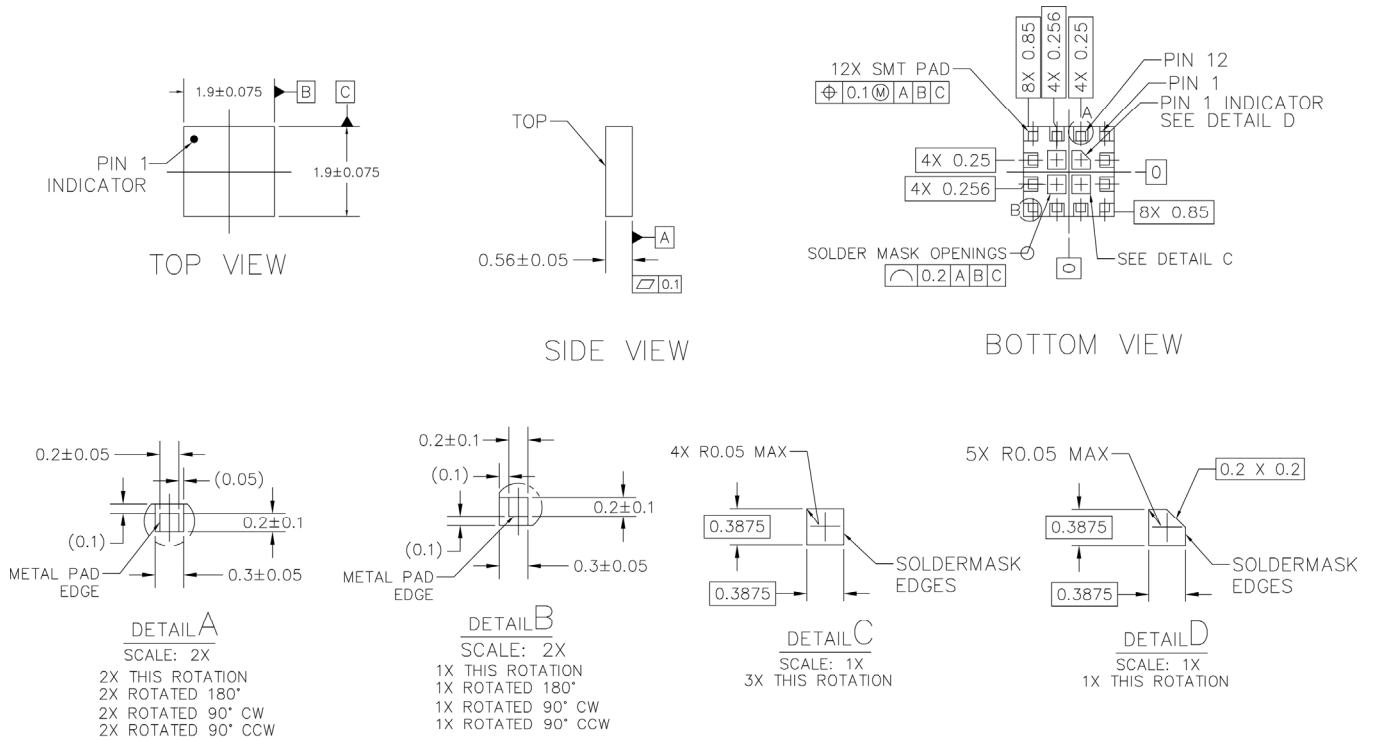 1.9±0.075
B
C
PIN 1
INDICATOR
1.9±0.075
TOP VIEW
TOP
A
0.56±0.05
0.1
SIDE VIEW
8X 0.85
4X 0.256
4X 0.25
12X SMT PAD
0.1 Ⓜ A B C
PIN 12
PIN 1
PIN 1 INDICATOR
SEE DETAIL D
A
4X 0.25
4X 0.256
0
B
8X 0.85
SOLDER MASK OPENINGS
0.2 A B C
0
SEE DETAIL C
BOTTOM VIEW
0.2±0.05
(0.05)
(0.1)
0.2±0.1
METAL PAD
EDGE
0.3±0.05
DETAIL A
SCALE: 2X
2X THIS ROTATION
2X ROTATED 180°
2X ROTATED 90° CW
2X ROTATED 90° CCW
0.2±0.1
(0.1)
0.2±0.1
(0.1)
METAL PAD
EDGE
0.3±0.05
DETAIL B
SCALE: 2X
1X THIS ROTATION
1X ROTATED 180°
1X ROTATED 90° CW
1X ROTATED 90° CCW
4X R0.05 MAX
0.3875
SOLDERMASK
EDGES
0.3875
DETAIL C
SCALE: 1X
3X THIS ROTATION
5X R0.05 MAX
0.2 X 0.2
0.3875
SOLDERMASK
EDGES
0.3875
DETAIL D
SCALE: 1X
1X THIS ROTATION